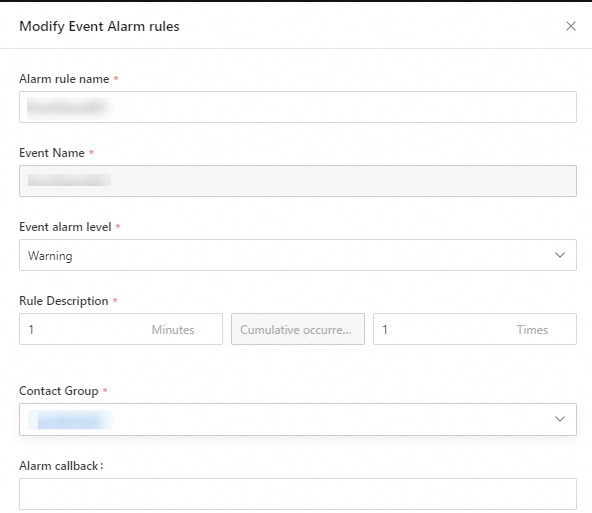 Modify Event Alarm rules
Alarm rule name *
Event Name *
Event alarm level *
Warning
Rule Description *
1 Minutes Cumulative occurre... 1 Times
Contact Group *
Alarm callback: